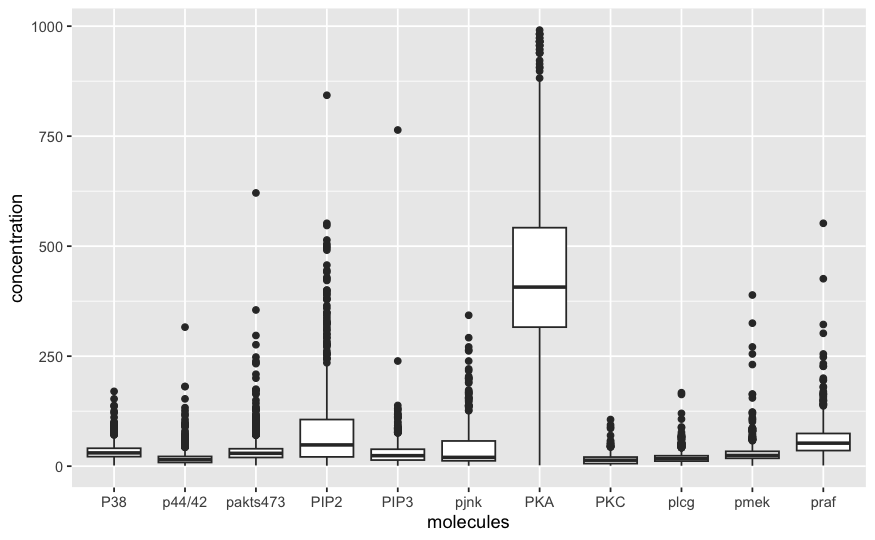 1000
750
500
250
0
concentration
P38 p44/42 pakts473 PIP2 PIP3 pjnk PKA PKC plcg pmek praf
molecules